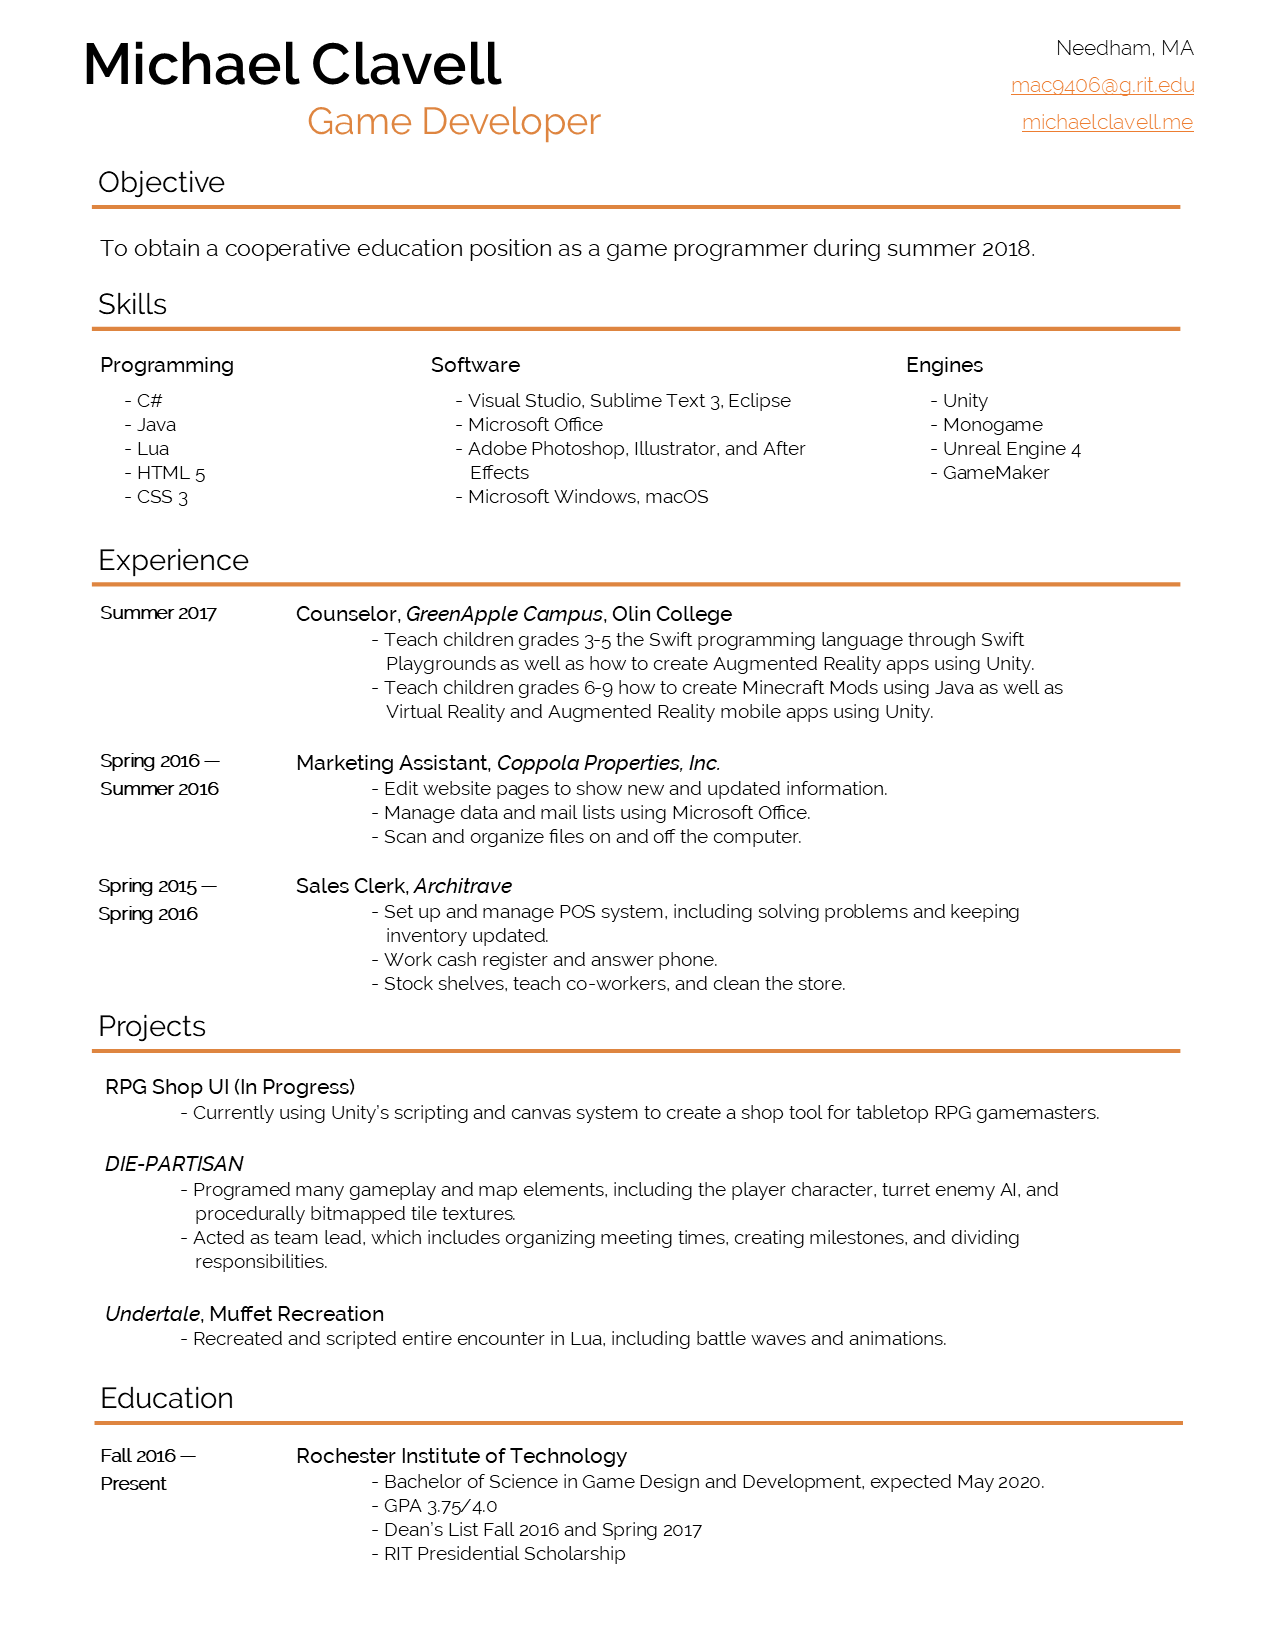 Michael Clavell
Game Developer
Needham, MA
mac9406@g.rit.edu
michaelclavell.me
Objective
To obtain a cooperative education position as a game programmer during summer 2018.
Skills
Programming
- C#
- Java
- Lua
- HTML 5
- CSS 3
Software
- Visual Studio, Sublime Text 3, Eclipse
- Microsoft Office
- Adobe Photoshop, Illustrator, and After
Effects
- Microsoft Windows, macOS
Engines
- Unity
- Monogame
- Unreal Engine 4
- GameMaker
Experience
Summer 2017
Counselor, GreenApple Campus, Olin College
- Teach children grades 3-5 the Swift programming language through Swift
Playgrounds as well as how to create Augmented Reality apps using Unity.
- Teach children grades 6-9 how to create Minecraft Mods using Java as well as
Virtual Reality and Augmented Reality mobile apps using Unity.
Spring 2016 —
Summer 2016
Marketing Assistant, Coppola Properties, Inc.
- Edit website pages to show new and updated information.
- Manage data and mail lists using Microsoft Office.
- Scan and organize files on and off the computer.
Spring 2015 —
Spring 2016
Sales Clerk, Architrave
- Set up and manage POS system, including solving problems and keeping
inventory updated.
- Work cash register and answer phone.
- Stock shelves, teach co-workers, and clean the store.
Projects
RPG Shop UI (In Progress)
- Currently using Unity's scripting and canvas system to create a shop tool for tabletop RPG gamemasters.
DIE-PARTISAN
- Programed many gameplay and map elements, including the player character, turret enemy AI, and
procedurally bitmapped tile textures.
- Acted as team lead, which includes organizing meeting times, creating milestones, and dividing
responsibilities.
Undertale, Muffet Recreation
- Recreated and scripted entire encounter in Lua, including battle waves and animations.
Education
Fall 2016 —
Present
Rochester Institute of Technology
- Bachelor of Science in Game Design and Development, expected May 2020.
- GPA 3.75/4.0
- Dean's List Fall 2016 and Spring 2017
- RIT Presidential Scholarship